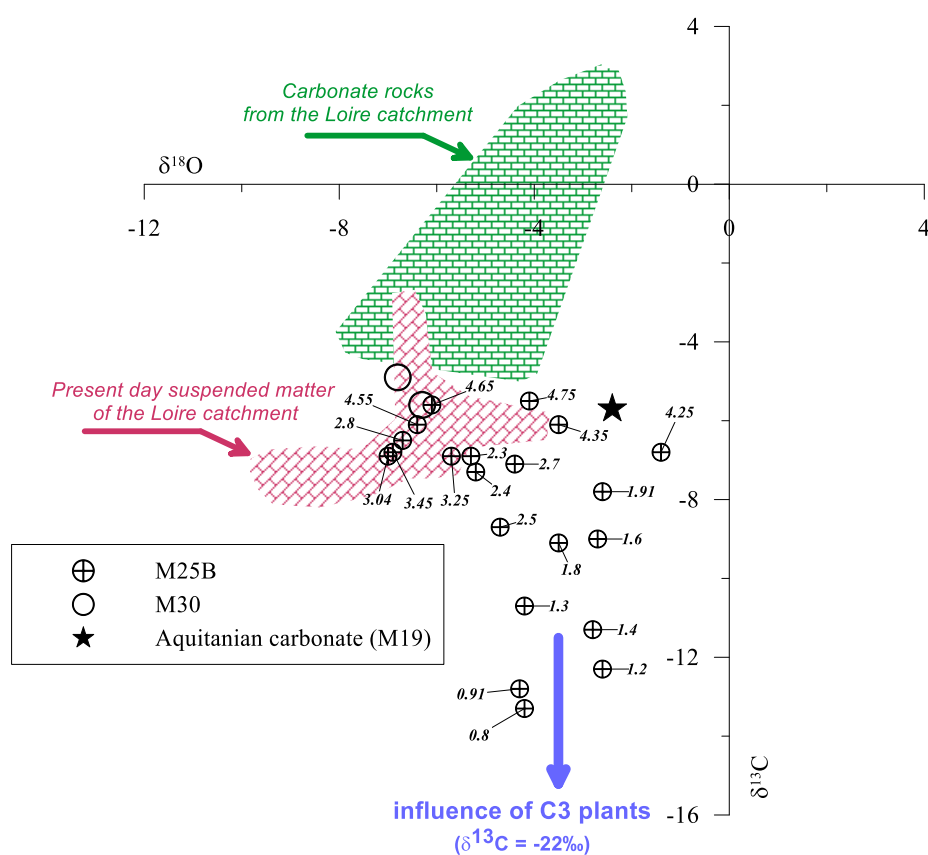 4
Carbonate rocks
from the Loire catchment
δ18O
0
-12
-8
-4
0
4
-4
Present day suspended matter
of the Loire catchment
4.65
4.55
4.75
4.25
2.8
4.35
2.3
2.7
3.04
3.45
3.25
2.4
1.91
-8
2.5
1.6
1.8
M25B
M30
Aquitanian carbonate (M19)
1.3
1.4
-12
1.2
0.91
0.8
δ13C
influence of C3 plants
-16
(δ13C = -22‰)